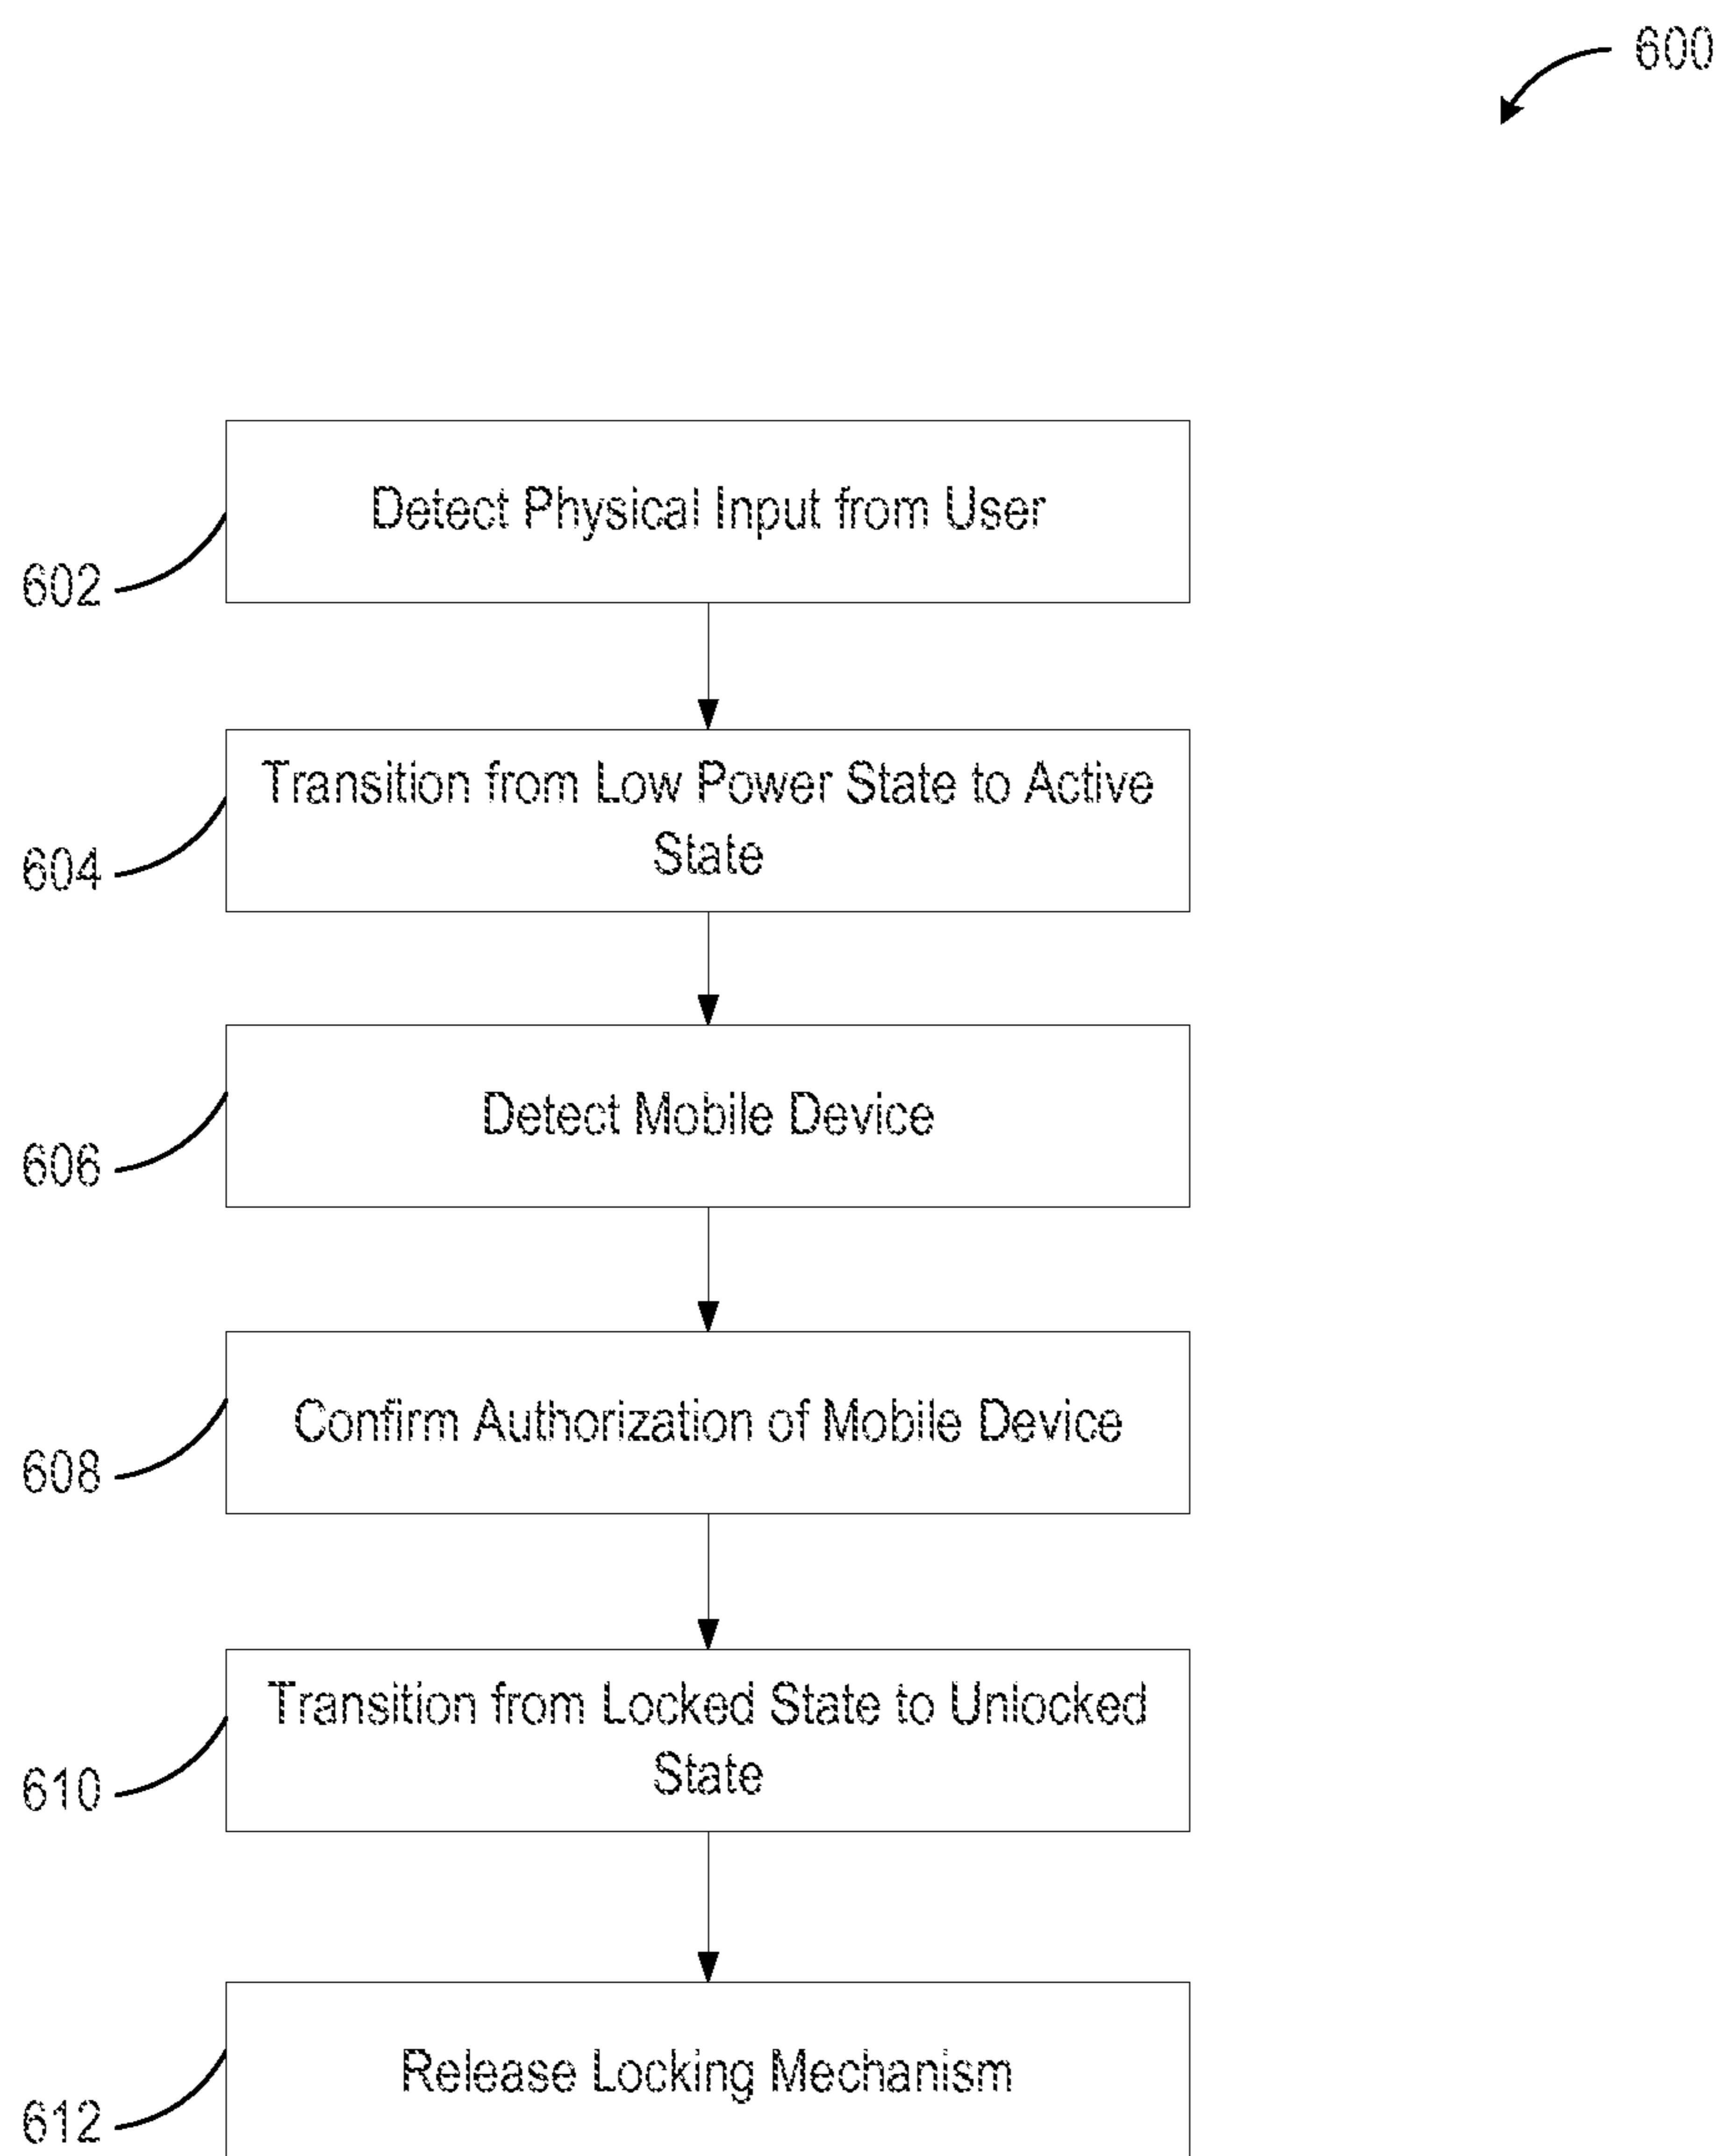 600
Detect Physical Input from User
602
Transition from Low Power State to Active
State
604
Detect Mobile Device
606
Confirm Authorization of Mobile Device
608
Transition from Locked State to Unlocked
State
610
Release Locking Mechanism
612